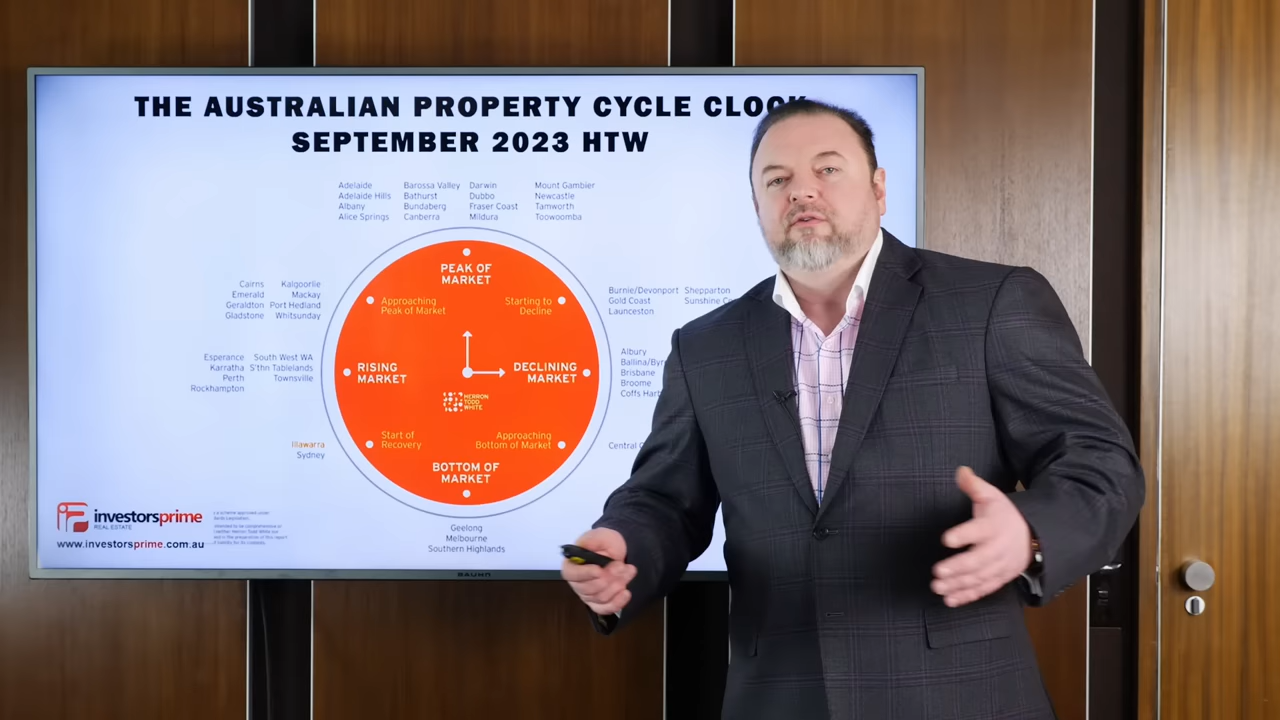 THE AUSTRALIAN PROPERTY CYCLE CLOCK
SEPTEMBER 2023 HTW
Adelaide Barossa Valley Darwin Mount Gambier
Adelaide Hills Bathurst Dubbo Newcastle
Albany Bundaberg Fraser Coast Tamworth
Alice Springs Canberra Mildura Toowoomba
PEAK OF
MARKET
Cairns Kalgoorlie
Emerald Mackay
Geraldton Port Hedland
Gladstone Whitsunday
Approaching
Peak of Market
Starting to
Decline
Burnie/Devonport Shepparton
Gold Coast Sunshine
Launceston
Esperance South West WA
Karratha S'thn Tablelands
Perth Townsville
Rockhampton
RISING
MARKET
DECLINING
MARKET
Albury
Ballina/
Brisbane
Broome
Coffs
HERRON
TODD
WHITE
Illawarra
Sydney
Start of
Recovery
Approaching
Bottom of Market
Central
BOTTOM OF
MARKET
Geelong
Melbourne
Southern Highlands
investorsprime
REAL ESTATE
www.investorsprime.com.au
BAUHN